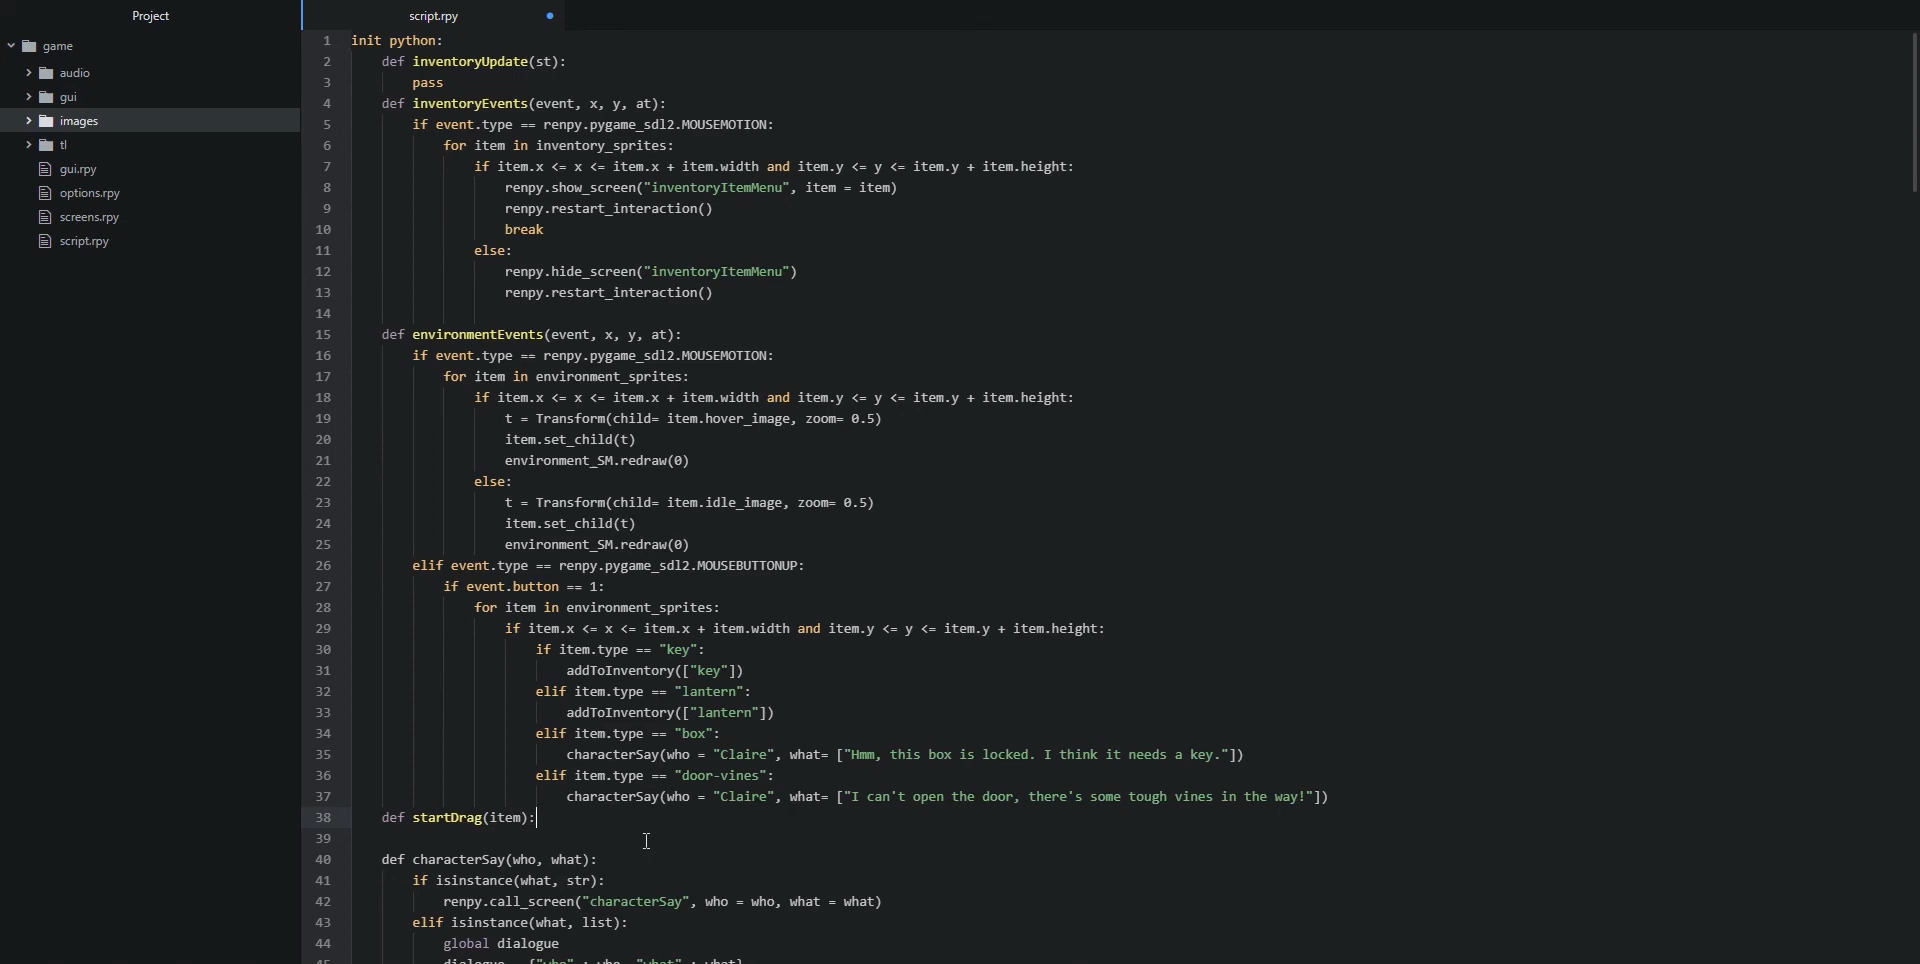 Project
script.rpy
game
audio
gui
images
tl
gui.rpy
options.rpy
screens.rpy
script.rpy
1 init python:
2     def inventoryUpdate(st):
3         pass
4     def inventoryEvents(event, x, y, at):
5         if event.type == renpy.pygame_sdl2.MOUSEMOTION:
6             for item in inventory_sprites:
7                 if item.x <= x <= item.x + item.width and item.y <= y <= item.y + item.height:
8                     renpy.show_screen("inventoryItemMenu", item = item)
9                     renpy.restart_interaction()
10                     break
11                 else:
12                     renpy.hide_screen("inventoryItemMenu")
13                     renpy.restart_interaction()
14
15     def environmentEvents(event, x, y, at):
16         if event.type == renpy.pygame_sdl2.MOUSEMOTION:
17             for item in environment_sprites:
18                 if item.x <= x <= item.x + item.width and item.y <= y <= item.y + item.height:
19                     t = Transform(child= item.hover_image, zoom= 0.5)
20                     item.set_child(t)
21                     environment_SM.redraw(0)
22                 else:
23                     t = Transform(child= item.idle_image, zoom= 0.5)
24                     item.set_child(t)
25                     environment_SM.redraw(0)
26         elif event.type == renpy.pygame_sdl2.MOUSEBUTTONUP:
27             if event.button == 1:
28                 for item in environment_sprites:
29                     if item.x <= x <= item.x + item.width and item.y <= y <= item.y + item.height:
30                         if item.type == "key":
31                             addToInventory(["key"])
32                         elif item.type == "lantern":
33                             addToInventory(["lantern"])
34                         elif item.type == "box":
35                             characterSay(who = "Claire", what= ["Hmm, this box is locked. I think it needs a key."])
36                         elif item.type == "door-vines":
37                             characterSay(who = "Claire", what= ["I can't open the door, there's some tough vines in the way!"])
38     def startDrag(item):
39
40     def characterSay(who, what):
41         if isinstance(what, str):
42             renpy.call_screen("characterSay", who = who, what = what)
43         elif isinstance(what, list):
44             global dialogue